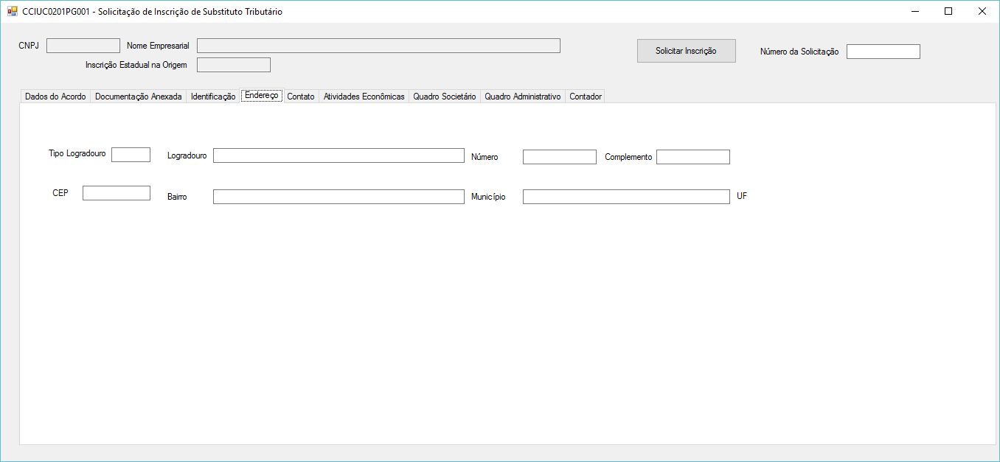 CCIUC0201PG001 - Solicitação de Inscrição de Substituto Tributário
CNPJ Nome Empresarial Solicitar Inscrição Número da Solicitação
Inscrição Estadual na Origem
Dados do Acordo Documentação Anexada Identificação Endereço Contato Atividades Econômicas Quadro Societário Quadro Administrativo Contador
Tipo Logradouro Logradouro Número Complemento
CEP Bairro Município UF